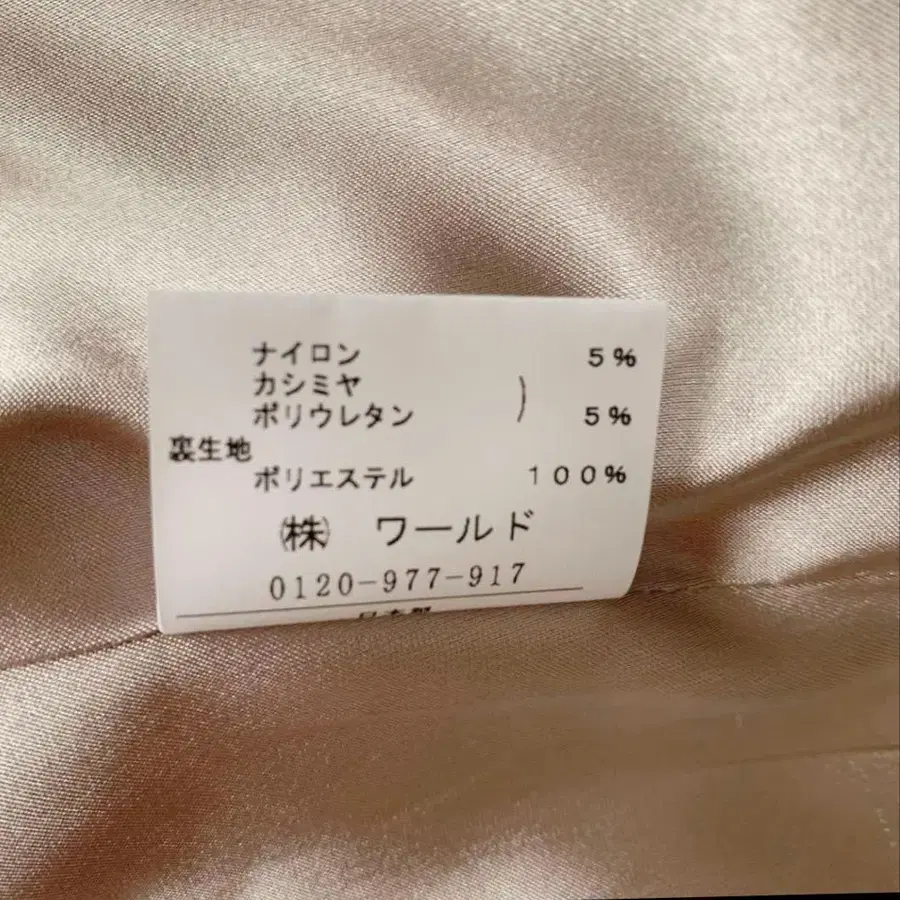 ナイロン 5%
カシミヤ
ポリウレタン ) 5%
裏生地
ポリエステル 100%
㈱ ワールド
0120-977-917